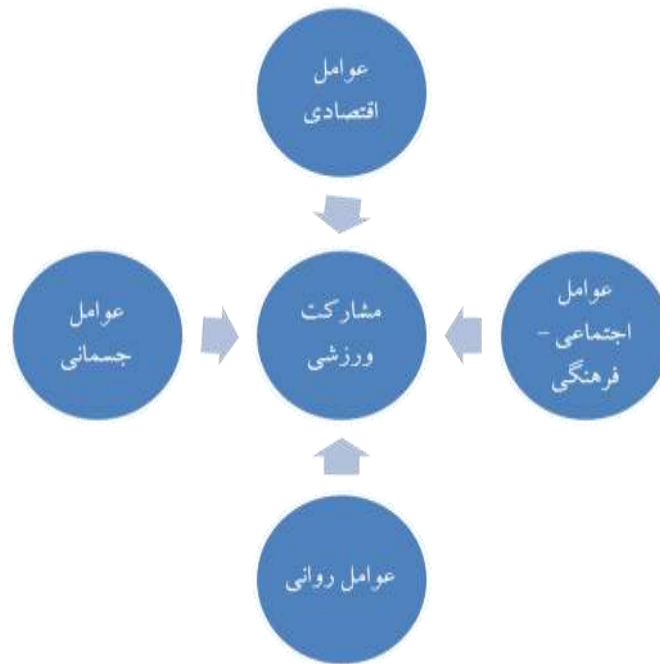 عوامل
اقتصادی
عوامل
اجتماعی –
فرهنگی
مشارکت
ورزشی
عوامل
جسمانی
عوامل روانی